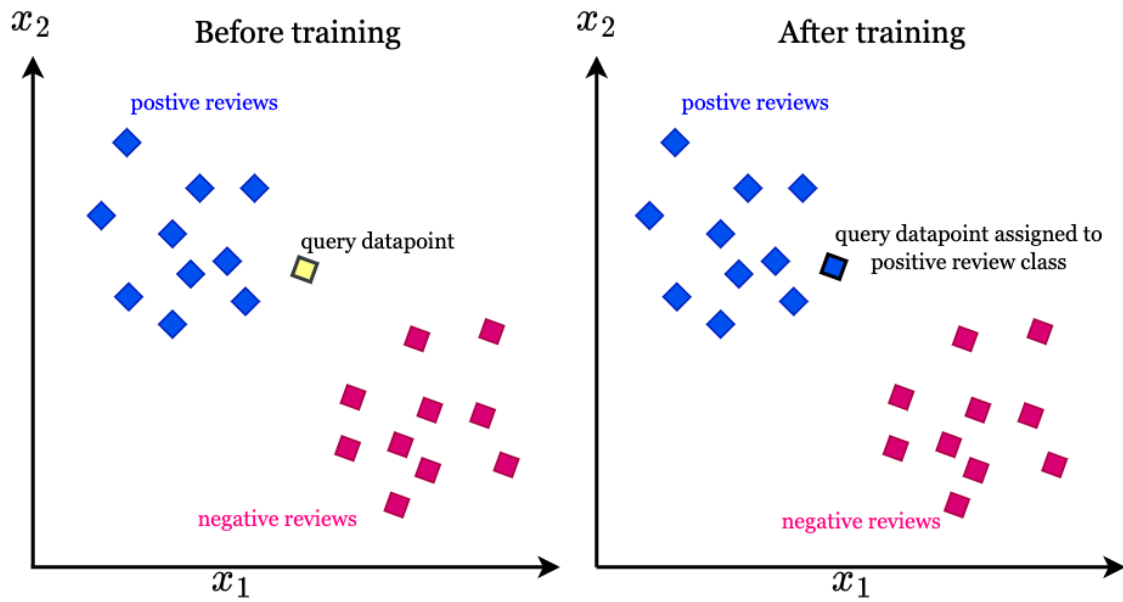 x₂
Before training
postive reviews
query datapoint
negative reviews
x₁
x₂
After training
postive reviews
query datapoint assigned to
positive review class
negative reviews
x₁